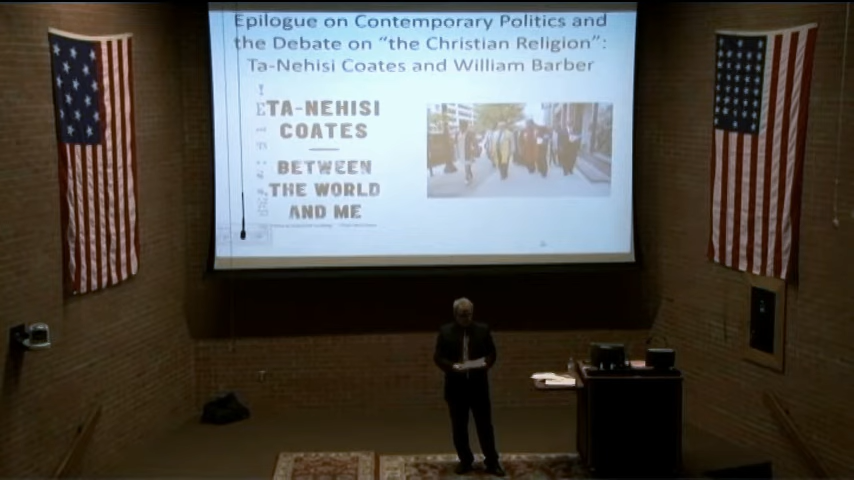 Epilogue on Contemporary Politics and
the Debate on “the Christian Religion”:
Ta-Nehisi Coates and William Barber
TA-NEHISI
COATES
BETWEEN
THE WORLD
AND ME